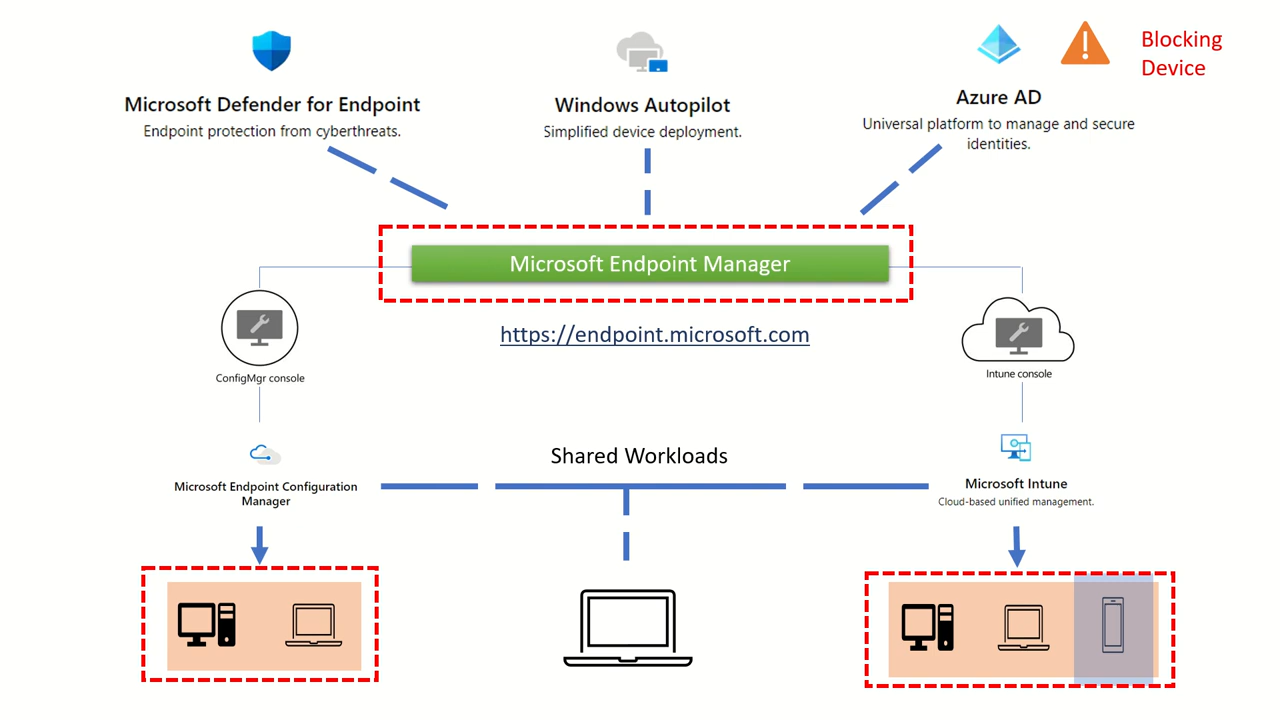 Blocking
Device
Microsoft Defender for Endpoint
Endpoint protection from cyberthreats.
Windows Autopilot
Simplified device deployment.
Azure AD
Universal platform to manage and secure
identities.
Microsoft Endpoint Manager
https://endpoint.microsoft.com
ConfigMgr console
Intune console
Shared Workloads
Microsoft Endpoint Configuration
Manager
Microsoft Intune
Cloud-based unified management.